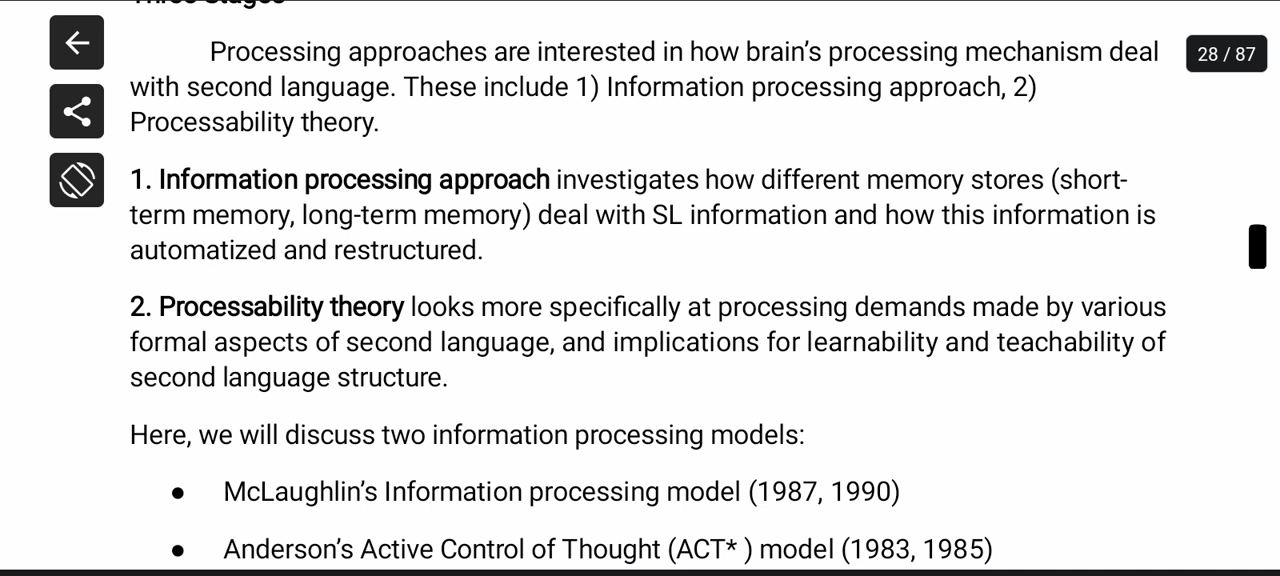 Three Stages
Processing approaches are interested in how brain's processing mechanism deal
28 / 87
with second language. These include 1) Information processing approach, 2)
Processability theory.
1. Information processing approach investigates how different memory stores (short-
term memory, long-term memory) deal with SL information and how this information is
automatized and restructured.
2. Processability theory looks more specifically at processing demands made by various
formal aspects of second language, and implications for learnability and teachability of
second language structure.
Here, we will discuss two information processing models:
● McLaughlin's Information processing model (1987, 1990)
● Anderson's Active Control of Thought (ACT* ) model (1983, 1985)